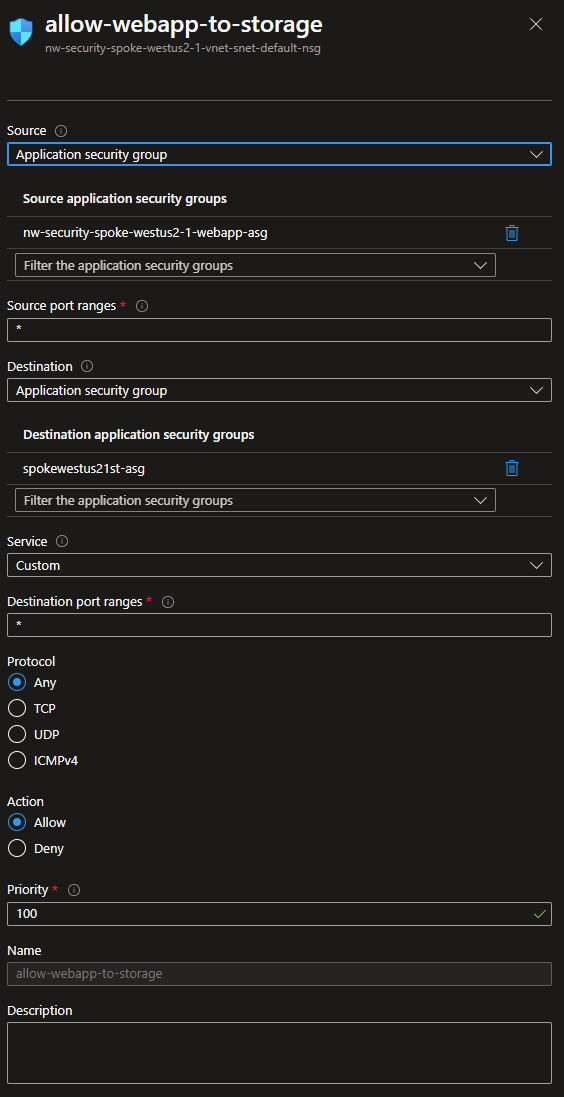 allow-webapp-to-storage
nw-security-spoke-westus2-1-vnet-snet-default-nsg
Source
Application security group
Source application security groups
nw-security-spoke-westus2-1-webapp-asg
Filter the application security groups
Source port ranges *
*
Destination
Application security group
Destination application security groups
spokewestus21st-asg
Filter the application security groups
Service
Custom
Destination port ranges *
*
Protocol
Any
TCP
UDP
ICMPv4
Action
Allow
Deny
Priority *
100
Name
allow-webapp-to-storage
Description